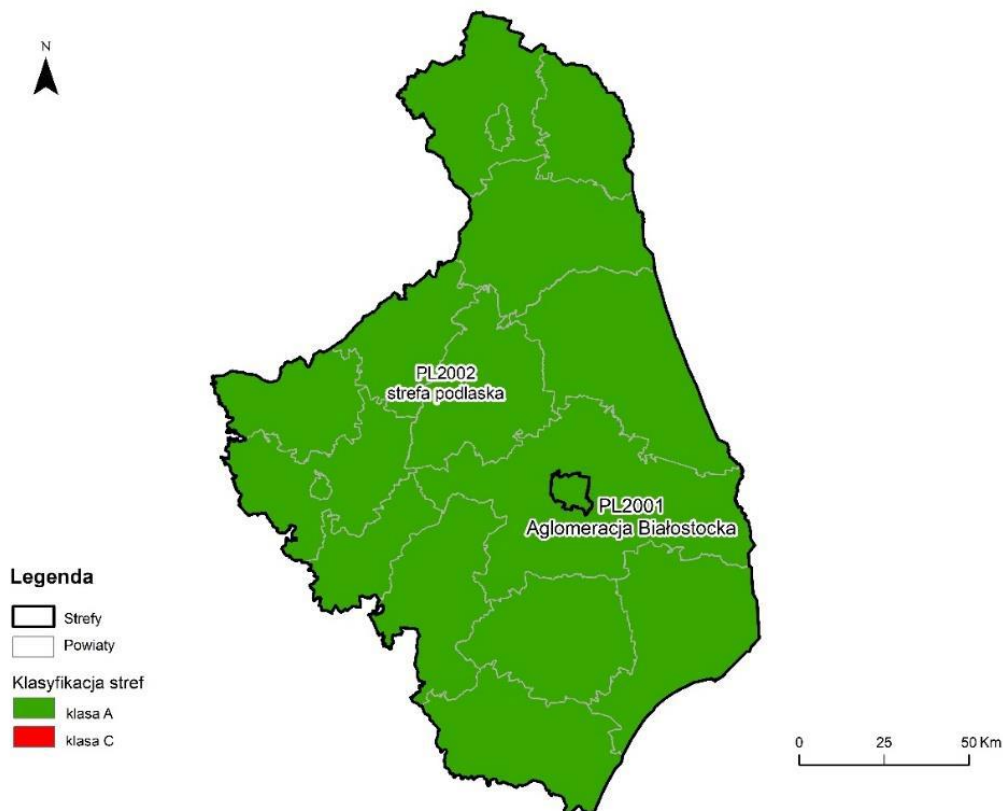 N
PL2002
strefa podlaska
PL2001
Aglomeracja Białostocka
Legenda
Strefy
Powiaty
Klasyfikacja stref
klasa A
klasa C
0 25 50 Km